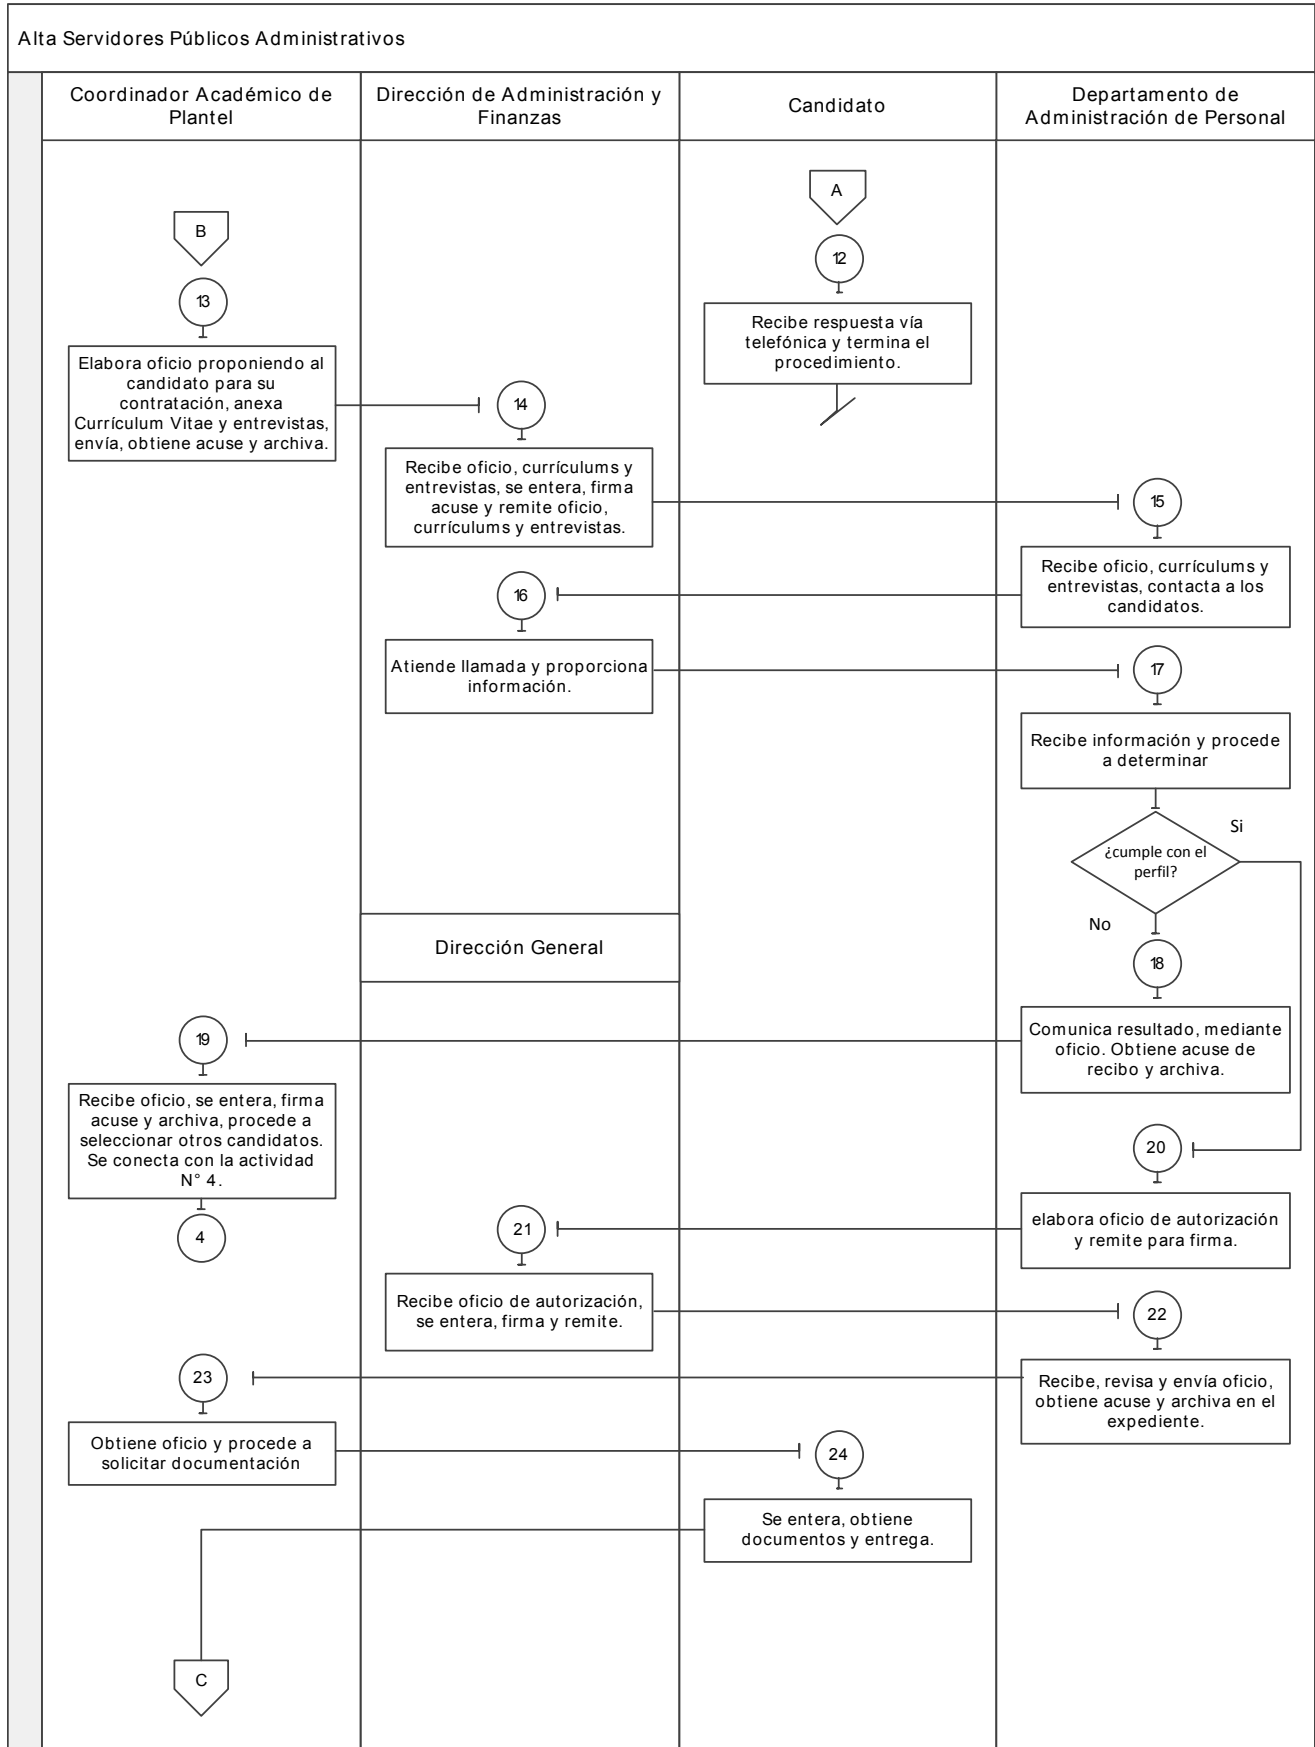 Alta Servidores Públicos Administrativos
Coordinador Académico de
Plantel
Dirección de Administración y
Finanzas
Candidato
Departamento de
Administración de Personal
A
B
12
13
Recibe respuesta vía
telefónica y termina el
procedimiento.
Elabora oficio proponiendo al
candidato para su
contratación, anexa
Currículum Vitae y entrevistas,
envía, obtiene acuse y archiva.
14
Recibe oficio, currículums y
entrevistas, se entera, firma
acuse y remite oficio,
currículums y entrevistas.
15
Recibe oficio, currículums y
entrevistas, contacta a los
candidatos.
16
Atiende llamada y proporciona
información.
17
Recibe información y procede
a determinar
¿cumple con el
perfil?
Si
No
Dirección General
18
Comunica resultado, mediante
oficio. Obtiene acuse de
recibo y archiva.
19
Recibe oficio, se entera, firma
acuse y archiva, procede a
seleccionar otros candidatos.
Se conecta con la actividad
N° 4.
4
20
elabora oficio de autorización
y remite para firma.
21
Recibe oficio de autorización,
se entera, firma y remite.
22
Recibe, revisa y envía oficio,
obtiene acuse y archiva en el
expediente.
23
Obtiene oficio y procede a
solicitar documentación
24
Se entera, obtiene
documentos y entrega.
C